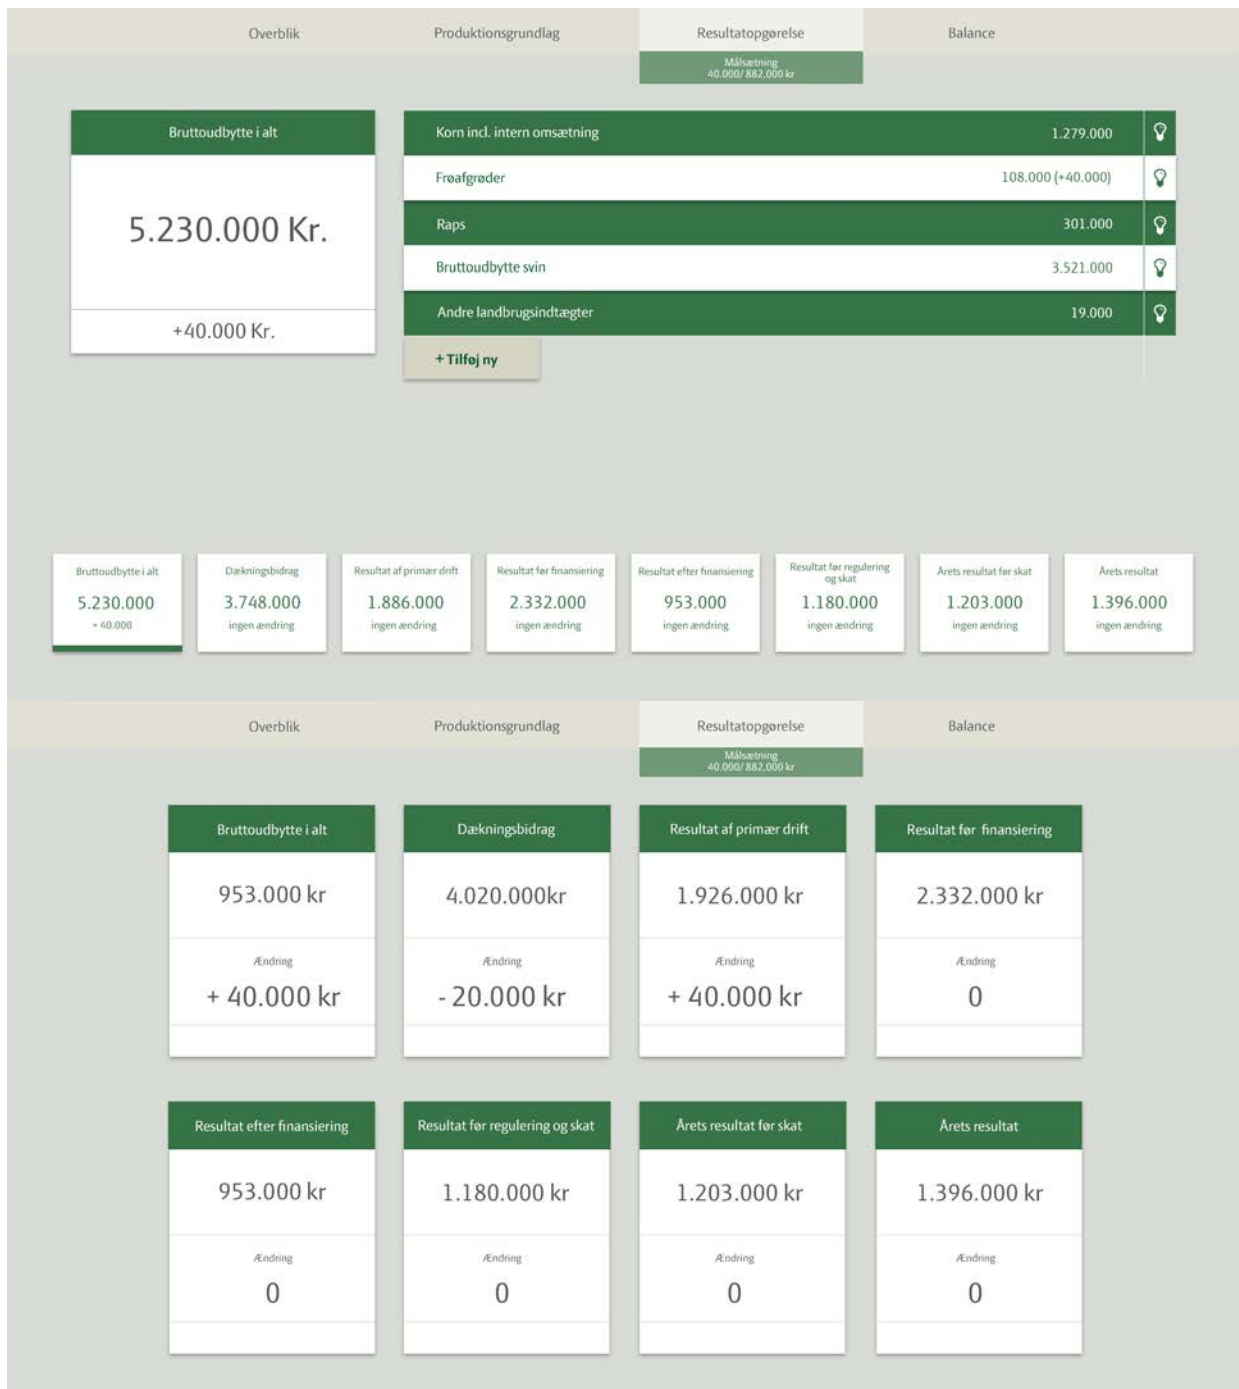 Overblik
Produktionsgrundlag
Resultatopgørelse
Balance
Målsætning
40.000/ 882,000 kr
Bruttoudbytte i alt
5.230.000 Kr.
+40.000 Kr.
Korn incl. intern omsætning 1.279.000
Frøafgrøder 108.000 (+40.000)
Raps 301.000
Bruttoudbytte svin 3.521.000
Andre landbrugsindtægter 19.000
+ Tilføj ny
Bruttoudbytte i alt
5.230.000
+ 40.000
Dækningsbidrag
3.748.000
ingen ændring
Resultat af primær drift
1.886.000
ingen ændring
Resultat før finansiering
2.332.000
ingen ændring
Resultat efter finansiering
953.000
ingen ændring
Resultat før regulering
og skat
1.180.000
ingen ændring
Årets resultat før skat
1.203.000
ingen ændring
Årets resultat
1.396.000
ingen ændring
Overblik
Produktionsgrundlag
Resultatopgørelse
Balance
Målsætning
40.000/ 882,000 kr
Bruttoudbytte i alt
953.000 kr
Ændring
+ 40.000 kr
Dækningsbidrag
4.020.000kr
Ændring
- 20.000 kr
Resultat af primær drift
1.926.000 kr
Ændring
+ 40.000 kr
Resultat før finansiering
2.332.000 kr
Ændring
0
Resultat efter finansiering
953.000 kr
Ændring
0
Resultat før regulering og skat
1.180.000 kr
Ændring
0
Årets resultat før skat
1.203.000 kr
Ændring
0
Årets resultat
1.396.000 kr
Ændring
0